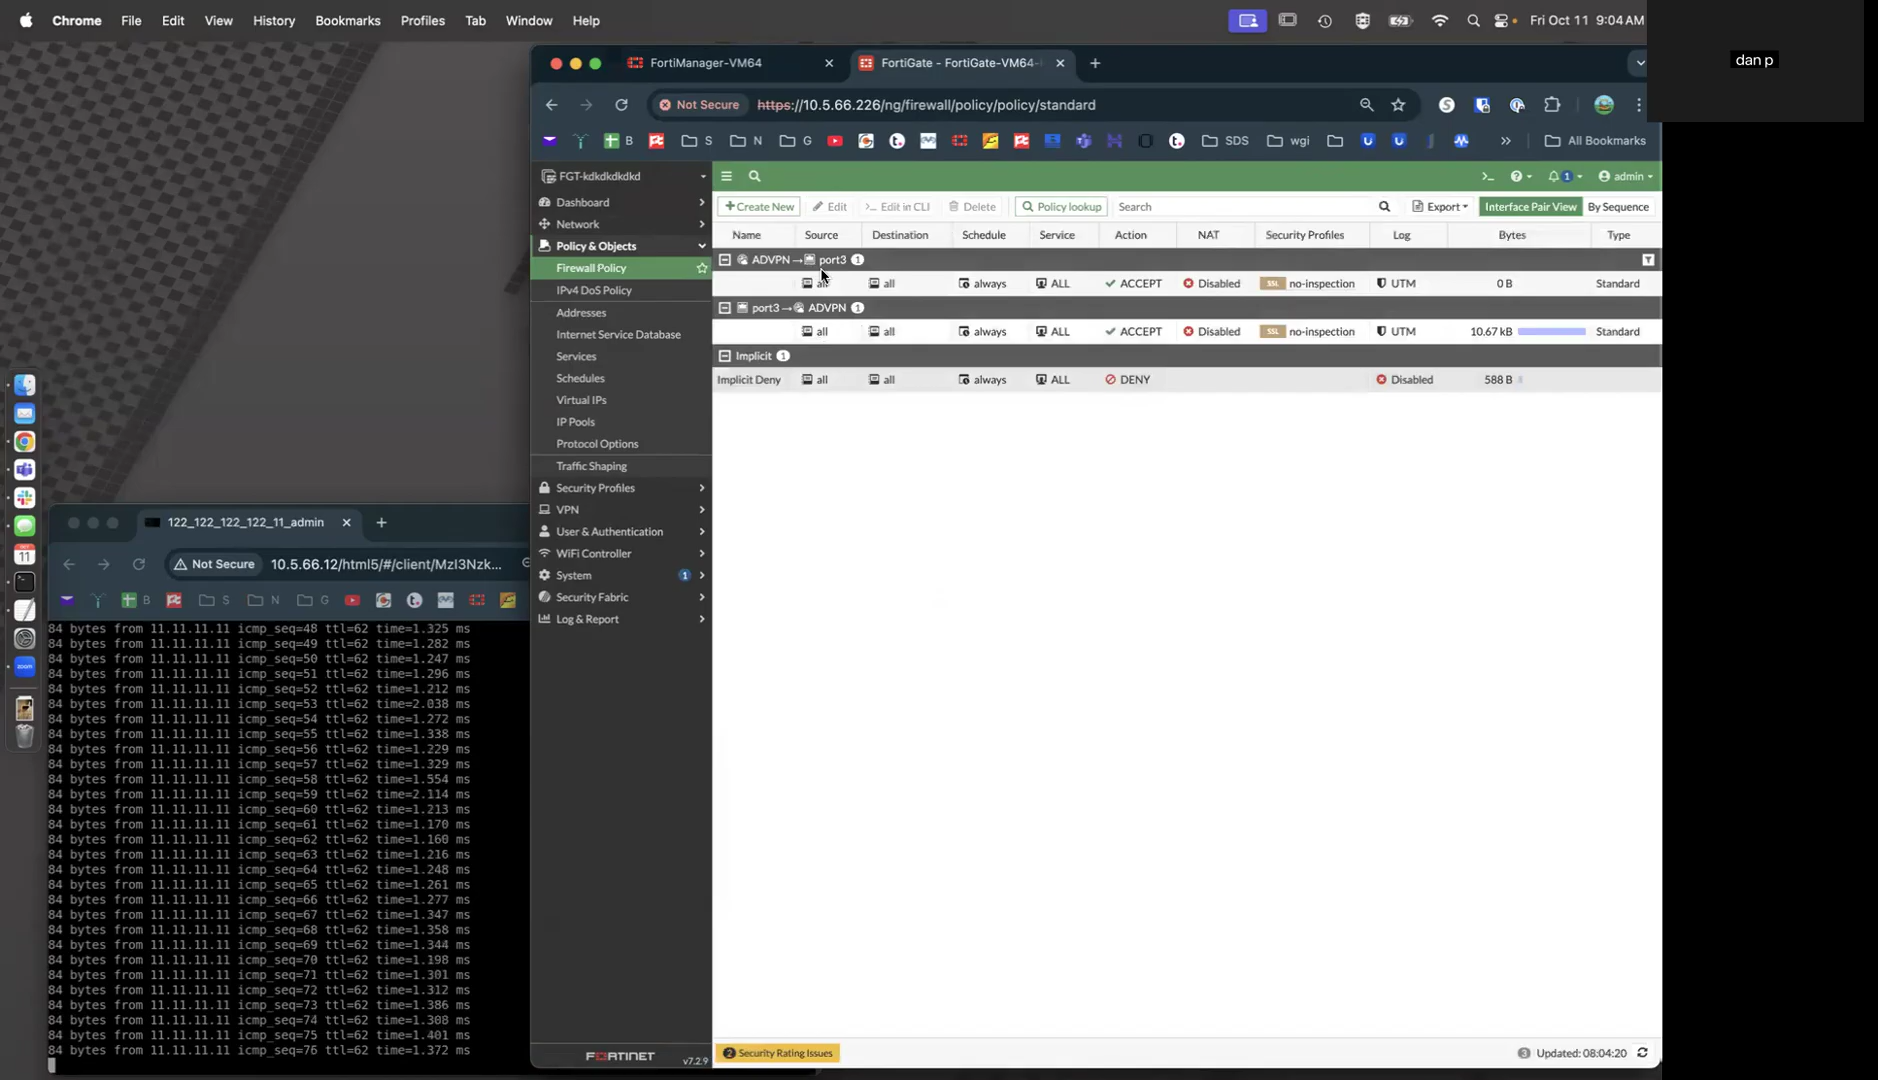 Chrome File Edit View History Bookmarks Profiles Tab Window Help
Fri Oct 11 9:04 AM
dan p
FortiManager-VM64
FortiGate - FortiGate-VM64-
Not Secure https://10.5.66.226/ng/firewall/policy/policy/standard
B S N G SDS wgi All Bookmarks
FGT-kdkdkdkdkd
Dashboard
Network
Policy & Objects
Firewall Policy
IPv4 DoS Policy
Addresses
Internet Service Database
Services
Schedules
Virtual IPs
IP Pools
Protocol Options
Traffic Shaping
Security Profiles
VPN
User & Authentication
WiFi Controller
System 1
Security Fabric
Log & Report
FORTINET v7.2.9
1 admin
Create New Edit Edit in CLI Delete Policy lookup Search Export Interface Pair View By Sequence
Name Source Destination Schedule Service Action NAT Security Profiles Log Bytes Type
ADVPN → port3 1
all all always ALL ACCEPT Disabled SSL no-inspection UTM 0 B Standard
port3 → ADVPN 1
all all always ALL ACCEPT Disabled SSL no-inspection UTM 10.67 kB Standard
Implicit 1
Implicit Deny all all always ALL DENY Disabled 588 B
2 Security Rating Issues
3 Updated: 08:04:20
11
zoom
122_122_122_122_11_admin
Not Secure 10.5.66.12/html5/#/client/MzI3Nzk...
B S N G
84 bytes from 11.11.11.11 icmp_seq=48 ttl=62 time=1.325 ms
84 bytes from 11.11.11.11 icmp_seq=49 ttl=62 time=1.282 ms
84 bytes from 11.11.11.11 icmp_seq=50 ttl=62 time=1.247 ms
84 bytes from 11.11.11.11 icmp_seq=51 ttl=62 time=1.296 ms
84 bytes from 11.11.11.11 icmp_seq=52 ttl=62 time=1.212 ms
84 bytes from 11.11.11.11 icmp_seq=53 ttl=62 time=2.038 ms
84 bytes from 11.11.11.11 icmp_seq=54 ttl=62 time=1.272 ms
84 bytes from 11.11.11.11 icmp_seq=55 ttl=62 time=1.338 ms
84 bytes from 11.11.11.11 icmp_seq=56 ttl=62 time=1.229 ms
84 bytes from 11.11.11.11 icmp_seq=57 ttl=62 time=1.329 ms
84 bytes from 11.11.11.11 icmp_seq=58 ttl=62 time=1.554 ms
84 bytes from 11.11.11.11 icmp_seq=59 ttl=62 time=2.114 ms
84 bytes from 11.11.11.11 icmp_seq=60 ttl=62 time=1.213 ms
84 bytes from 11.11.11.11 icmp_seq=61 ttl=62 time=1.170 ms
84 bytes from 11.11.11.11 icmp_seq=62 ttl=62 time=1.160 ms
84 bytes from 11.11.11.11 icmp_seq=63 ttl=62 time=1.216 ms
84 bytes from 11.11.11.11 icmp_seq=64 ttl=62 time=1.248 ms
84 bytes from 11.11.11.11 icmp_seq=65 ttl=62 time=1.261 ms
84 bytes from 11.11.11.11 icmp_seq=66 ttl=62 time=1.277 ms
84 bytes from 11.11.11.11 icmp_seq=67 ttl=62 time=1.347 ms
84 bytes from 11.11.11.11 icmp_seq=68 ttl=62 time=1.358 ms
84 bytes from 11.11.11.11 icmp_seq=69 ttl=62 time=1.344 ms
84 bytes from 11.11.11.11 icmp_seq=70 ttl=62 time=1.198 ms
84 bytes from 11.11.11.11 icmp_seq=71 ttl=62 time=1.301 ms
84 bytes from 11.11.11.11 icmp_seq=72 ttl=62 time=1.312 ms
84 bytes from 11.11.11.11 icmp_seq=73 ttl=62 time=1.386 ms
84 bytes from 11.11.11.11 icmp_seq=74 ttl=62 time=1.308 ms
84 bytes from 11.11.11.11 icmp_seq=75 ttl=62 time=1.401 ms
84 bytes from 11.11.11.11 icmp_seq=76 ttl=62 time=1.372 ms